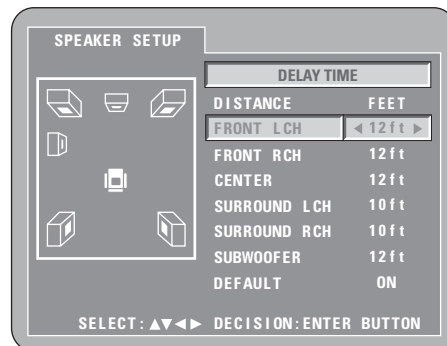 SPEAKER SETUP
DELAY TIME
DISTANCE FEET
FRONT LCH ◀ 12ft ▶
FRONT RCH 12ft
CENTER 12ft
SURROUND LCH 10ft
SURROUND RCH 10ft
SUBWOOFER 12ft
DEFAULT ON
SELECT: ▲▼◀▶ DECISION: ENTER BUTTON